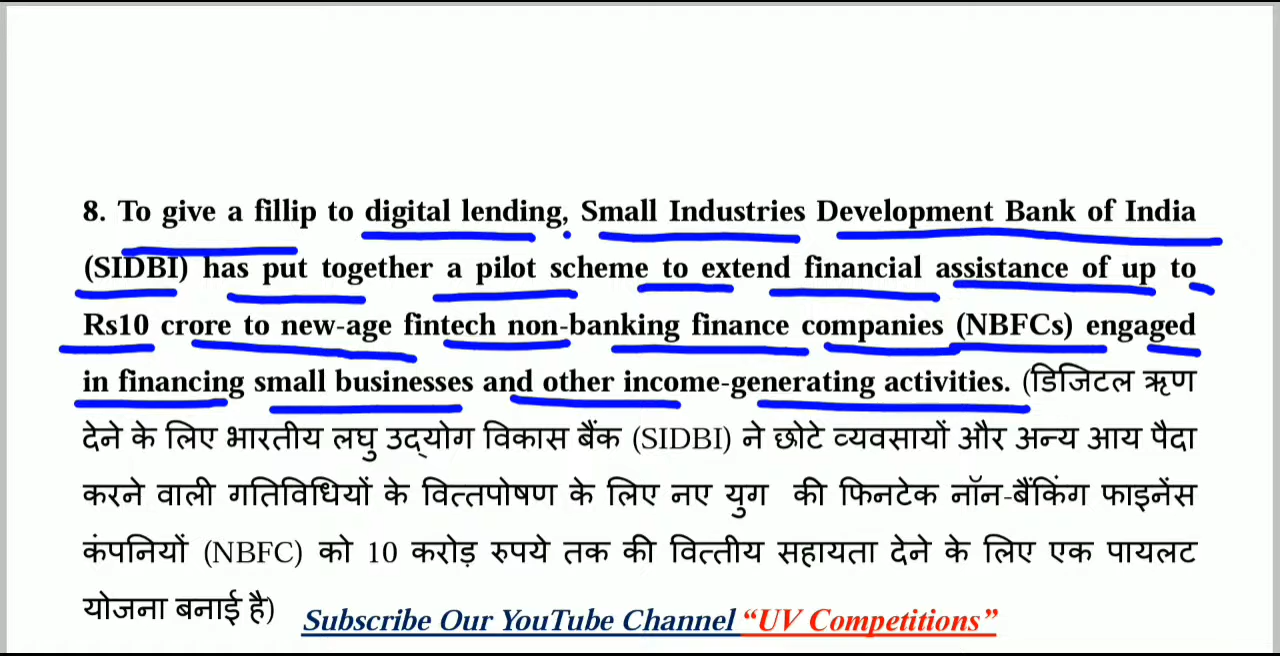 8. To give a fillip to digital lending, Small Industries Development Bank of India
(SIDBI) has put together a pilot scheme to extend financial assistance of up to
Rs10 crore to new-age fintech non-banking finance companies (NBFCs) engaged
in financing small businesses and other income-generating activities. (डिजिटल ऋण
देने के लिए भारतीय लघु उद्योग विकास बैंक (SIDBI) ने छोटे व्यवसायों और अन्य आय पैदा
करने वाली गतिविधियों के वित्तपोषण के लिए नए युग की फिनटेक नॉन-बैंकिंग फाइनेंस
कंपनियों (NBFC) को 10 करोड़ रुपये तक की वित्तीय सहायता देने के लिए एक पायलट
योजना बनाई है)
Subscribe Our YouTube Channel “UV Competitions”